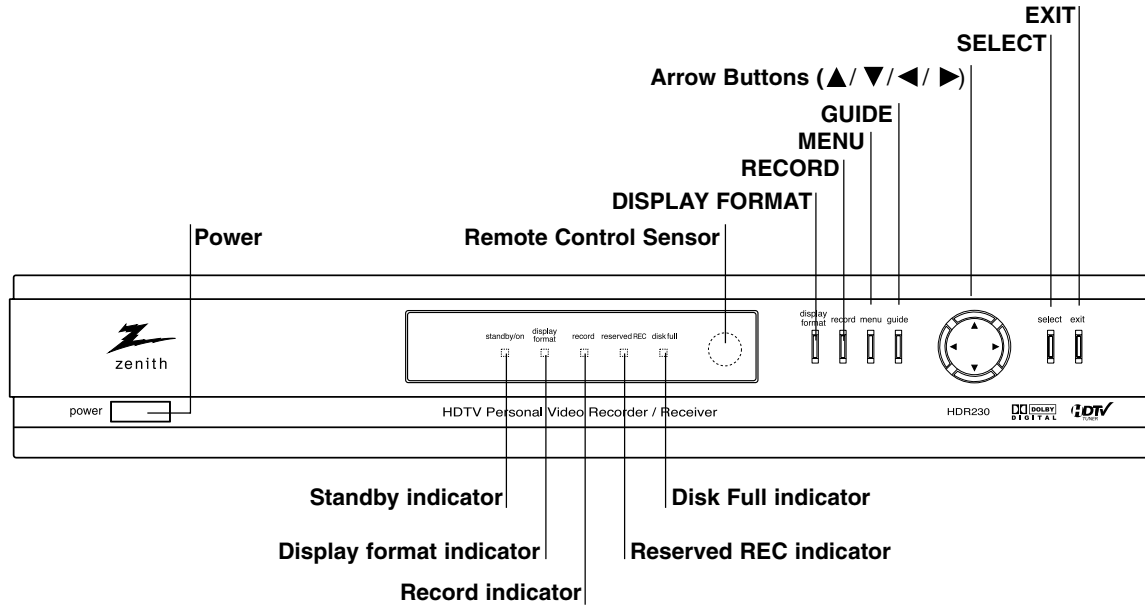 EXIT
SELECT
Arrow Buttons (▲/ ▼/◀/ ▶)
GUIDE
MENU
RECORD
DISPLAY FORMAT
Power
Remote Control Sensor
zenith
power
standby/on
display
format
record
reserved REC
disk full
display
format
record
menu
guide
select
exit
HDTV Personal Video Recorder / Receiver
HDR230
DOLBY
DIGITAL
HDTV
TUNER
Standby indicator
Disk Full indicator
Display format indicator
Reserved REC indicator
Record indicator